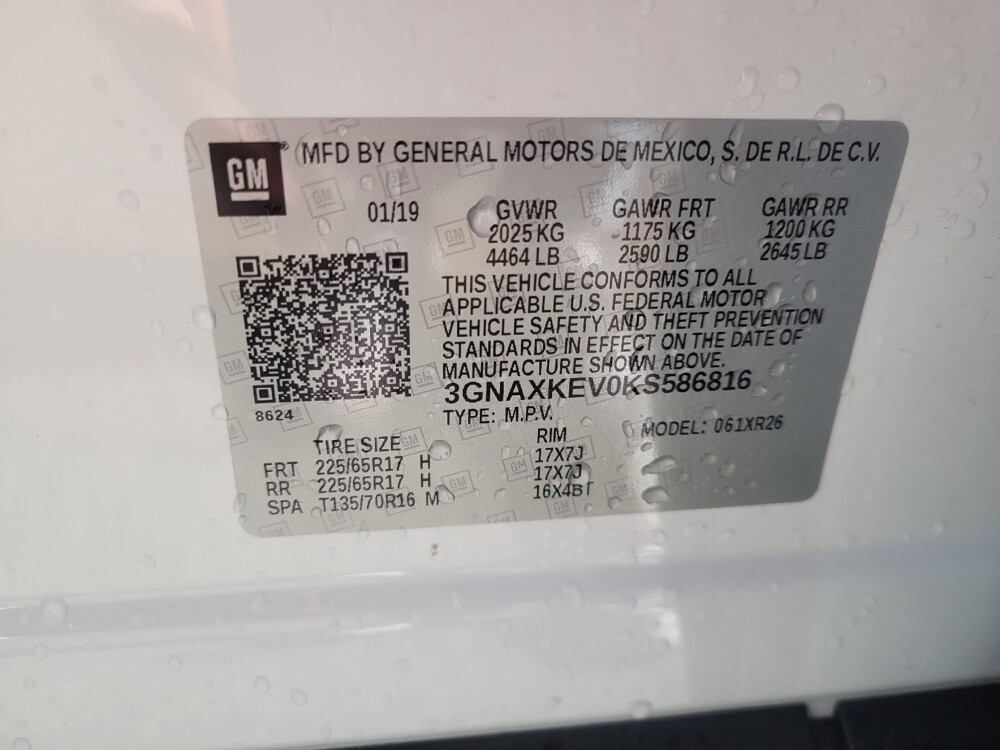 GM
MFD BY GENERAL MOTORS DE MEXICO, S. DE R.L. DE C.V.
01/19
GVWR GAWR FRT GAWR RR
2025 KG 1175 KG 1200 KG
4464 LB 2590 LB 2645 LB
THIS VEHICLE CONFORMS TO ALL
APPLICABLE U.S. FEDERAL MOTOR
VEHICLE SAFETY AND THEFT PREVENTION
STANDARDS IN EFFECT ON THE DATE OF
MANUFACTURE SHOWN ABOVE.
3GNAXKEV0KS586816
8624
TYPE: M.P.V. MODEL: 061XR26
TIRE SIZE RIM
FRT 225/65R17 H 17X7J
RR 225/65R17 H 17X7J
SPA T135/70R16 M 16X4BT